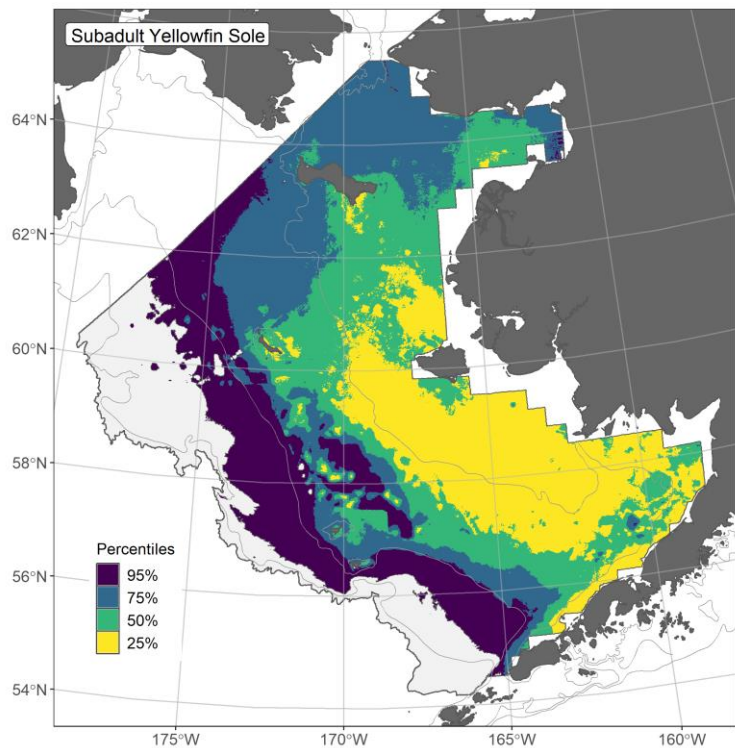 Subadult Yellowfin Sole
64°N
62°N
60°N
58°N
56°N
54°N
Percentiles
95%
75%
50%
25%
175°W
170°W
165°W
160°W